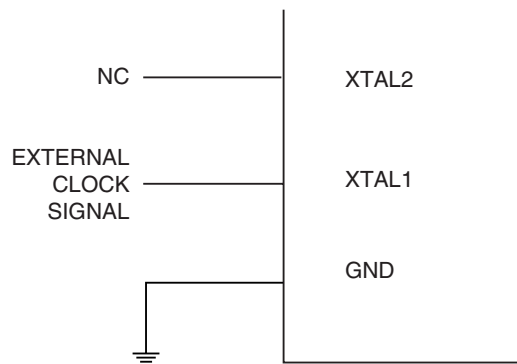 NC
XTAL2
EXTERNAL
CLOCK
SIGNAL
XTAL1
GND